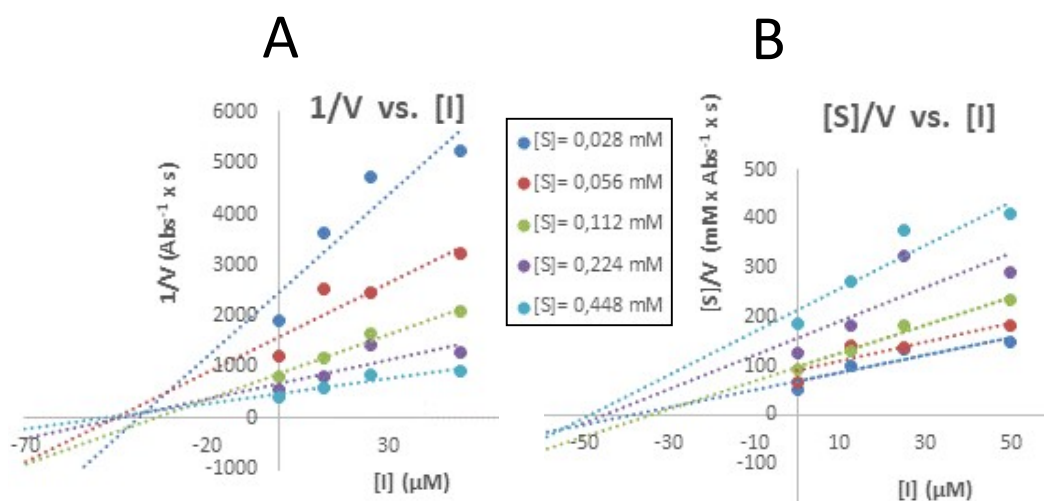 A
B
1/V vs. [I]
6000
5000
4000
3000
2000
1000
0
-1000
-70
-20
30
1/V (Abs⁻¹ x s)
[I] (µM)
[S]= 0,028 mM
[S]= 0,056 mM
[S]= 0,112 mM
[S]= 0,224 mM
[S]= 0,448 mM
[S]/V vs. [I]
500
400
300
200
100
0
-100
-50
-30
-10
10
30
50
[S]/V (mM x Abs⁻¹ x s)
[I] (µM)